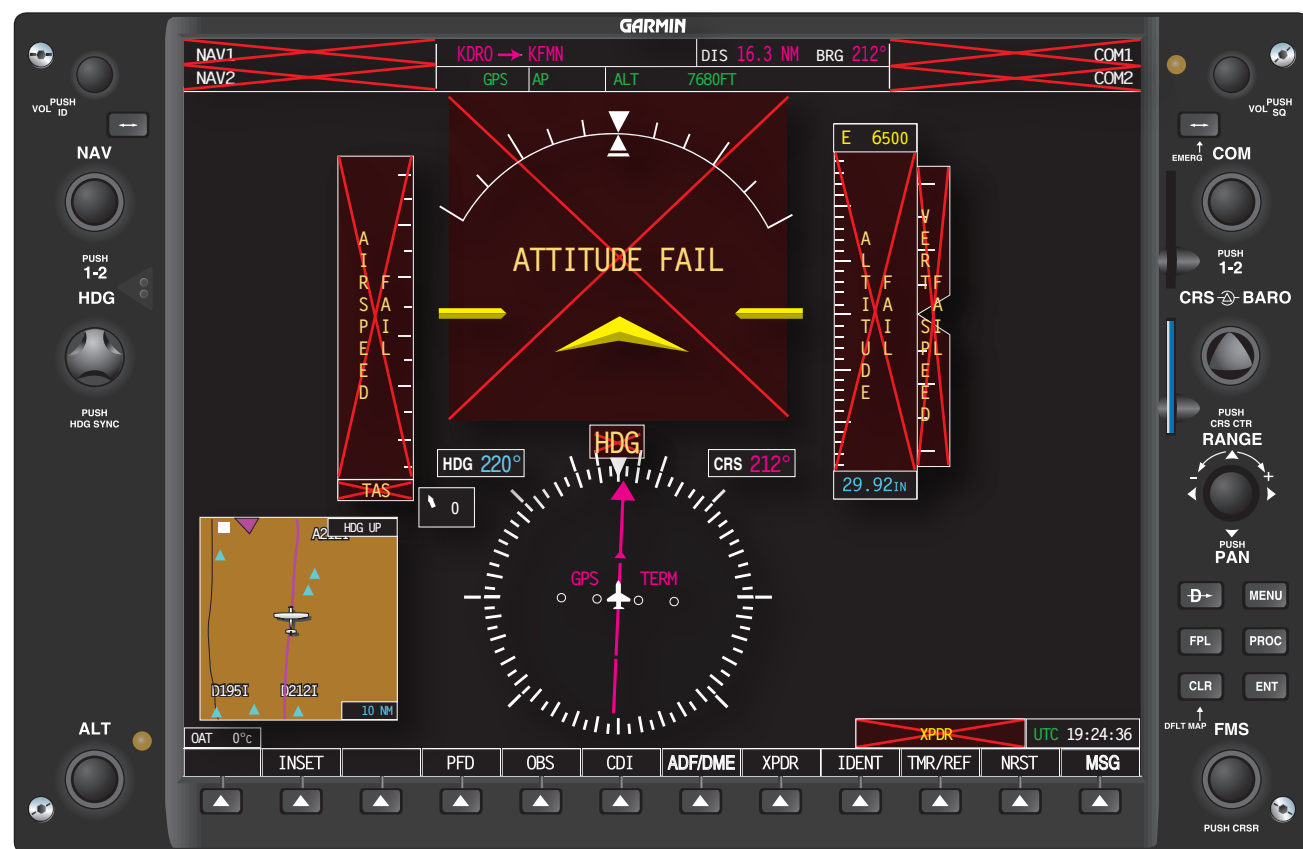 GARMIN
NAV1 KDRO → KFMN DIS 16.3 NM BRG 212° COM1
NAV2 GPS AP ALT 7680FT COM2
VOL PUSH ID
NAV
PUSH
1-2
HDG
PUSH
HDG SYNC
ALT
AIRSPEED FAIL
TAS
ATTITUDE FAIL
E 6500
ALTITUDE FAIL
VERT SPEED FAIL
29.92IN
HDG
HDG 220°
CRS 212°
0
GPS TERM
HDG UP
A212I
D195I D212I
10 NM
OAT 0°C
XPDR
UTC 19:24:36
INSET PFD OBS CDI ADF/DME XPDR IDENT TMR/REF NRST MSG
VOL PUSH SQ
EMERG
COM
PUSH
1-2
CRS BARO
PUSH
CRS CTR
RANGE
- +
PUSH
PAN
D MENU
FPL PROC
CLR ENT
DFLT MAP
FMS
PUSH CRSR